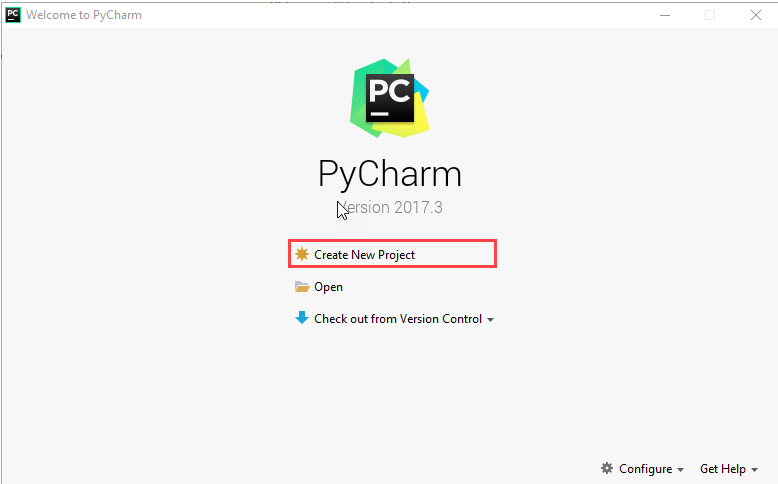 Welcome to PyCharm
PC
PyCharm
Version 2017.3
Create New Project
Open
Check out from Version Control
Configure
Get Help